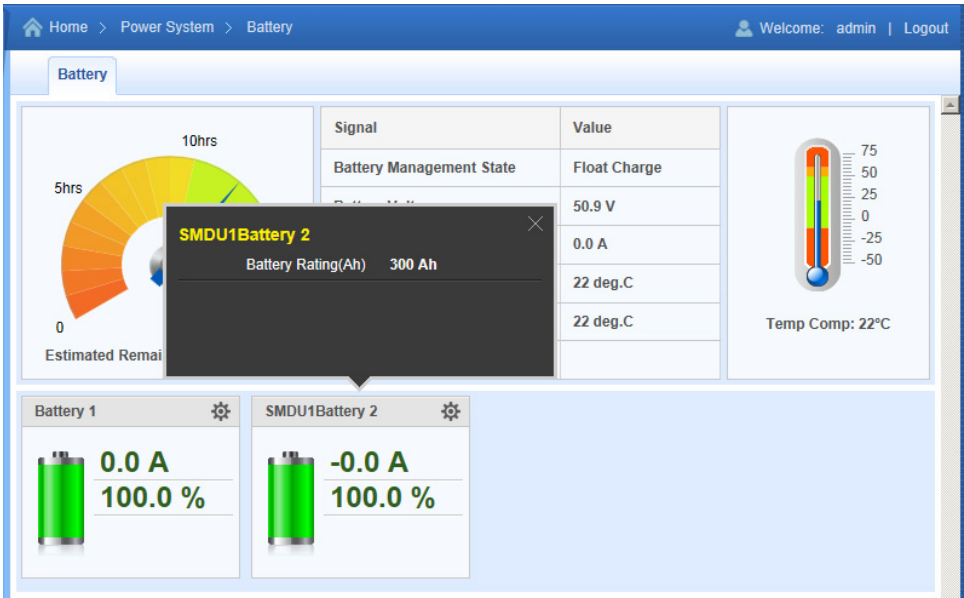 Home > Power System > Battery
Welcome: admin | Logout
Battery
10hrs
5hrs
0
Estimated Remai
Signal Value
Battery Management State Float Charge
50.9 V
0.0 A
22 deg.C
22 deg.C
SMDU1Battery 2
Battery Rating(Ah) 300 Ah
75
50
25
0
-25
-50
Temp Comp: 22°C
Battery 1
0.0 A
100.0 %
SMDU1Battery 2
-0.0 A
100.0 %